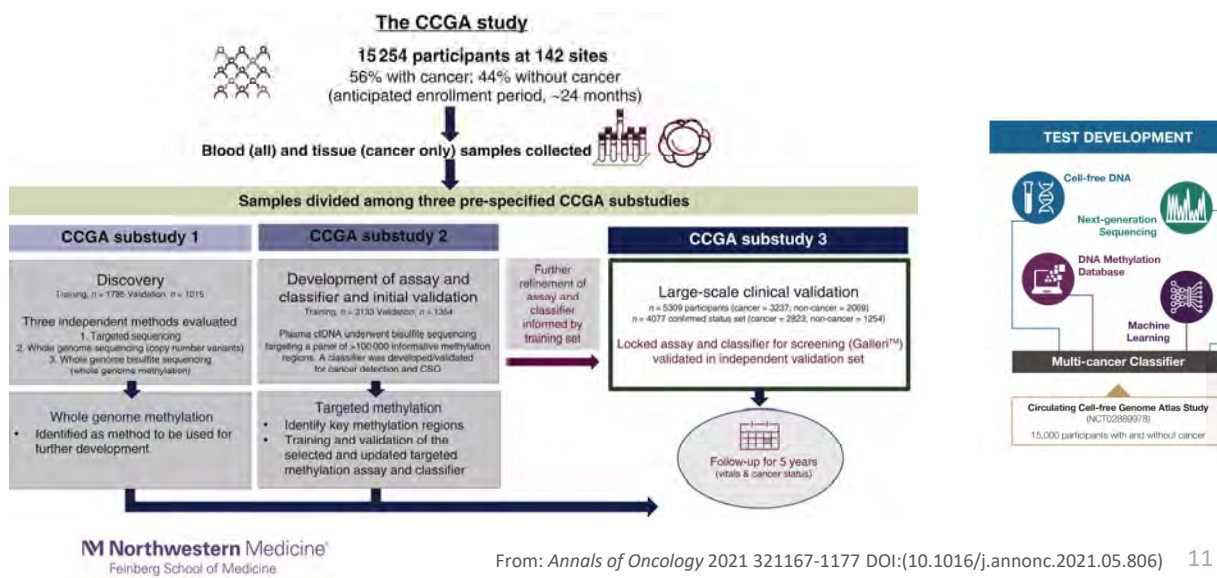 The CCGA study
15 254 participants at 142 sites
56% with cancer; 44% without cancer
(anticipated enrollment period, ~24 months)
Blood (all) and tissue (cancer only) samples collected
Samples divided among three pre-specified CCGA substudies
CCGA substudy 1
Discovery
Training, n = 1785 Validation, n = 1015
Three independent methods evaluated
1. Targeted sequencing
2. Whole genome sequencing (copy number variants)
3. Whole genome bisulfite sequencing
(whole genome methylation)
Whole genome methylation
• Identified as method to be used for
further development
CCGA substudy 2
Development of assay and
classifier and initial validation
Training, n = 3133 Validation, n = 1354
Plasma cfDNA underwent bisulfite sequencing
targeting a panel of >100 000 informative methylation
regions. A classifier was developed/validated
for cancer detection and CSO
Targeted methylation
• Identify key methylation regions
• Training and validation of the
selected and updated targeted
methylation assay and classifier
Further
refinement of
assay and
classifier
informed by
training set
CCGA substudy 3
Large-scale clinical validation
n = 5309 participants (cancer = 3237; non-cancer = 2069)
n = 4077 confirmed status set (cancer = 2823, non-cancer = 1254)
Locked assay and classifier for screening (Galleri™)
validated in independent validation set
Follow-up for 5 years
(vitals & cancer status)
TEST DEVELOPMENT
Cell-free DNA
Next-generation
Sequencing
DNA Methylation
Database
Machine
Learning
Multi-cancer Classifier
Circulating Cell-free Genome Atlas Study
(NCT02889978)
15,000 participants with and without cancer
M Northwestern Medicine®
Feinberg School of Medicine
From: Annals of Oncology 2021 321167-1177 DOI:(10.1016/j.annonc.2021.05.806) 11